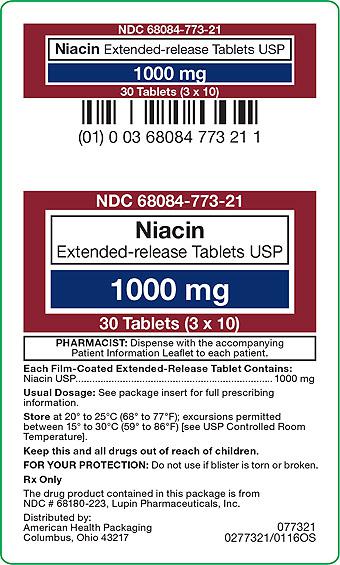 NDC 68084-773-21
Niacin Extended-release Tablets USP
1000 mg
30 Tablets (3 x 10)
(01) 0 03 68084 773 21 1
NDC 68084-773-21
Niacin
Extended-release Tablets USP
1000 mg
30 Tablets (3 x 10)
PHARMACIST: Dispense with the accompanying
Patient Information Leaflet to each patient.
Each Film-Coated Extended-Release Tablet Contains:
Niacin USP......................................................................1000 mg
Usual Dosage: See package insert for full prescribing
information.
Store at 20° to 25°C (68° to 77°F); excursions permitted
between 15° to 30°C (59° to 86°F) [see USP Controlled Room
Temperature].
Keep this and all drugs out of reach of children.
FOR YOUR PROTECTION: Do not use if blister is torn or broken.
Rx Only
The drug product contained in this package is from
NDC # 68180-223, Lupin Pharmaceuticals, Inc.
Distributed by:
American Health Packaging 077321
Columbus, Ohio 43217 0277321/0116OS